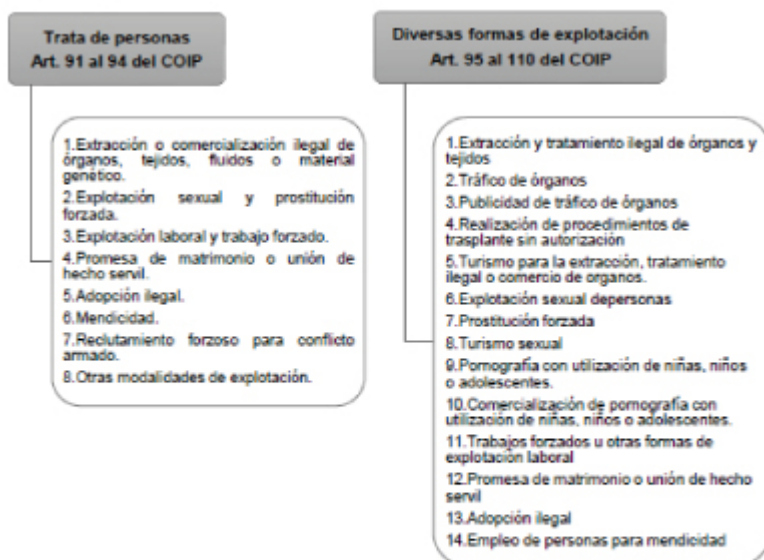 Trata de personas
Art. 91 al 94 del COIP
1.Extracción o comercialización ilegal de
órganos, tejidos, fluidos o material
genético.
2.Explotación sexual y prostitución
forzada.
3.Explotación laboral y trabajo forzado.
4.Promesa de matrimonio o unión de
hecho servil.
5.Adopción ilegal.
6.Mendicidad.
7.Reclutamiento forzoso para conflicto
armado.
8.Otras modalidades de explotación.
Diversas formas de explotación
Art. 95 al 110 del COIP
1.Extracción y tratamiento ilegal de órganos y
tejidos
2.Tráfico de órganos
3.Publicidad de tráfico de órganos
4.Realización de procedimientos de
trasplante sin autorización
5.Turismo para la extracción, tratamiento
ilegal o comercio de organos.
6.Explotación sexual depersonas
7.Prostitución forzada
8.Turismo sexual
9.Pornografía con utilización de niñas, niños
o adolescentes.
10.Comercialización de pornografía con
utilización de niñas, niños o adolescentes.
11.Trabajos forzados u otras formas de
explotación laboral
12.Promesa de matrimonio o unión de hecho
servil
13.Adopción ilegal
14.Empleo de personas para mendicidad